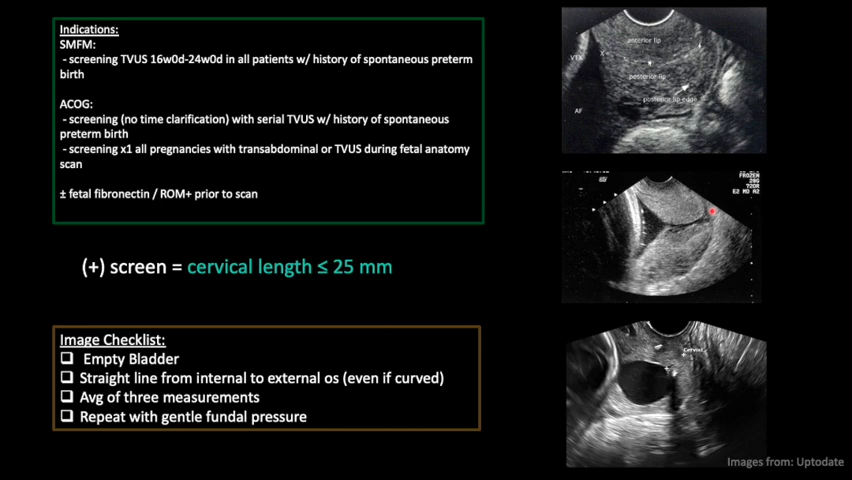 Indications:
SMFM:
- screening TVUS 16w0d-24w0d in all patients w/ history of spontaneous preterm
birth
ACOG:
- screening (no time clarification) with serial TVUS w/ history of spontaneous
preterm birth
- screening x1 all pregnancies with transabdominal or TVUS during fetal anatomy
scan
± fetal fibronectin / ROM+ prior to scan
(+) screen = cervical length ≤ 25 mm
Image Checklist:
Empty Bladder
Straight line from internal to external os (even if curved)
Avg of three measurements
Repeat with gentle fundal pressure
anterior lip
VTX
posterior lip
posterior lip edge
AF
FROZEN
E2 MD R2
Cervix
Images from: Uptodate